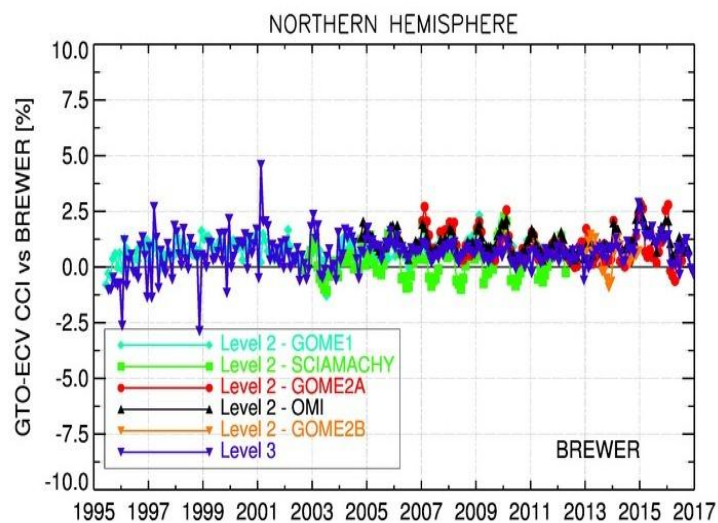 NORTHERN HEMISPHERE
GTO-ECV CCI vs BREWER [%]
10.0
7.5
5.0
2.5
0.0
-2.5
-5.0
-7.5
-10.0
Level 2 - GOME1
Level 2 - SCIAMACHY
Level 2 - GOME2A
Level 2 - OMI
Level 2 - GOME2B
Level 3
BREWER
1995 1997 1999 2001 2003 2005 2007 2009 2011 2013 2015 2017